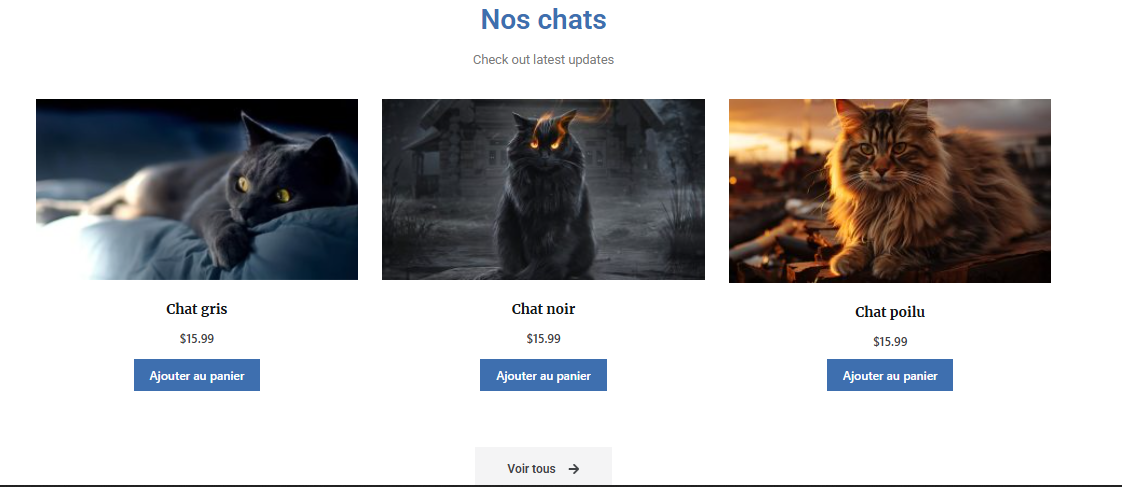 Nos chats
Check out latest updates
Chat gris
Chat noir
Chat poilu
$15.99
$15.99
$15.99
Ajouter au panier
Ajouter au panier
Ajouter au panier
Voir tous →